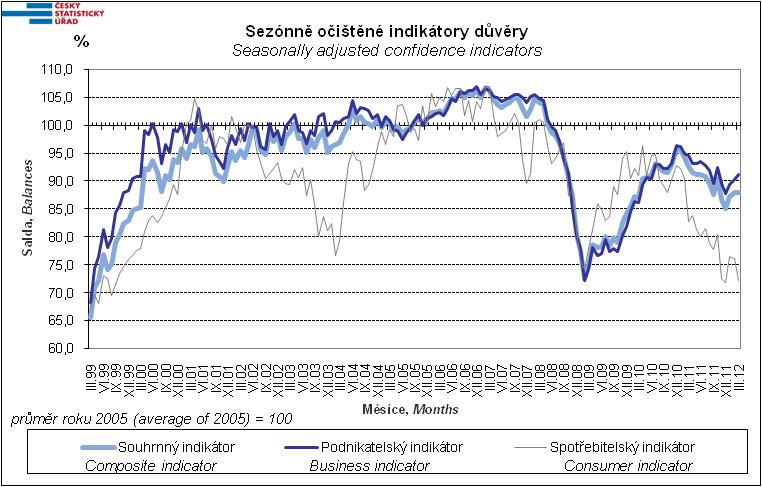 ČESKÝ
STATISTICKÝ
ÚŘAD
Sezónně očištěné indikátory důvěry
Seasonally adjusted confidence indicators
%
110,0
105,0
100,0
95,0
90,0
85,0
80,0
75,0
70,0
65,0
60,0
Salda, Balances
III.99
VI.99
IX.99
XII.99
III.00
VI.00
IX.00
XII.00
III.01
VI.01
IX.01
XII.01
III.02
VI.02
IX.02
XII.02
III.03
VI.03
IX.03
XII.03
III.04
VI.04
IX.04
XII.04
III.05
VI.05
IX.05
XII.05
III.06
VI.06
IX.06
XII.06
III.07
VI.07
IX.07
XII.07
III.08
VI.08
IX.08
XII.08
III.09
VI.09
IX.09
XII.09
III.10
VI.10
IX.10
XII.10
III.11
VI.11
IX.11
XII.11
III.12
Měsíce, Months
průměr roku 2005 (average of 2005) = 100
Souhrnný indikátor Podnikatelský indikátor Spotřebitelský indikátor
Composite indicator Business indicator Consumer indicator